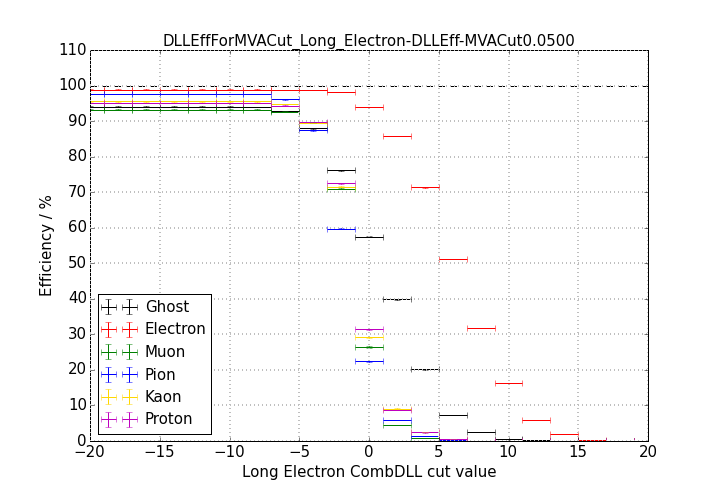 DLLEffForMVACut_Long_Electron-DLLEff-MVACut0.0500
110
100
90
80
70
60
50
40
30
20
10
0
Efficiency / %
Ghost
Electron
Muon
Pion
Kaon
Proton
−20 −15 −10 −5 0 5 10 15 20
Long Electron CombDLL cut value